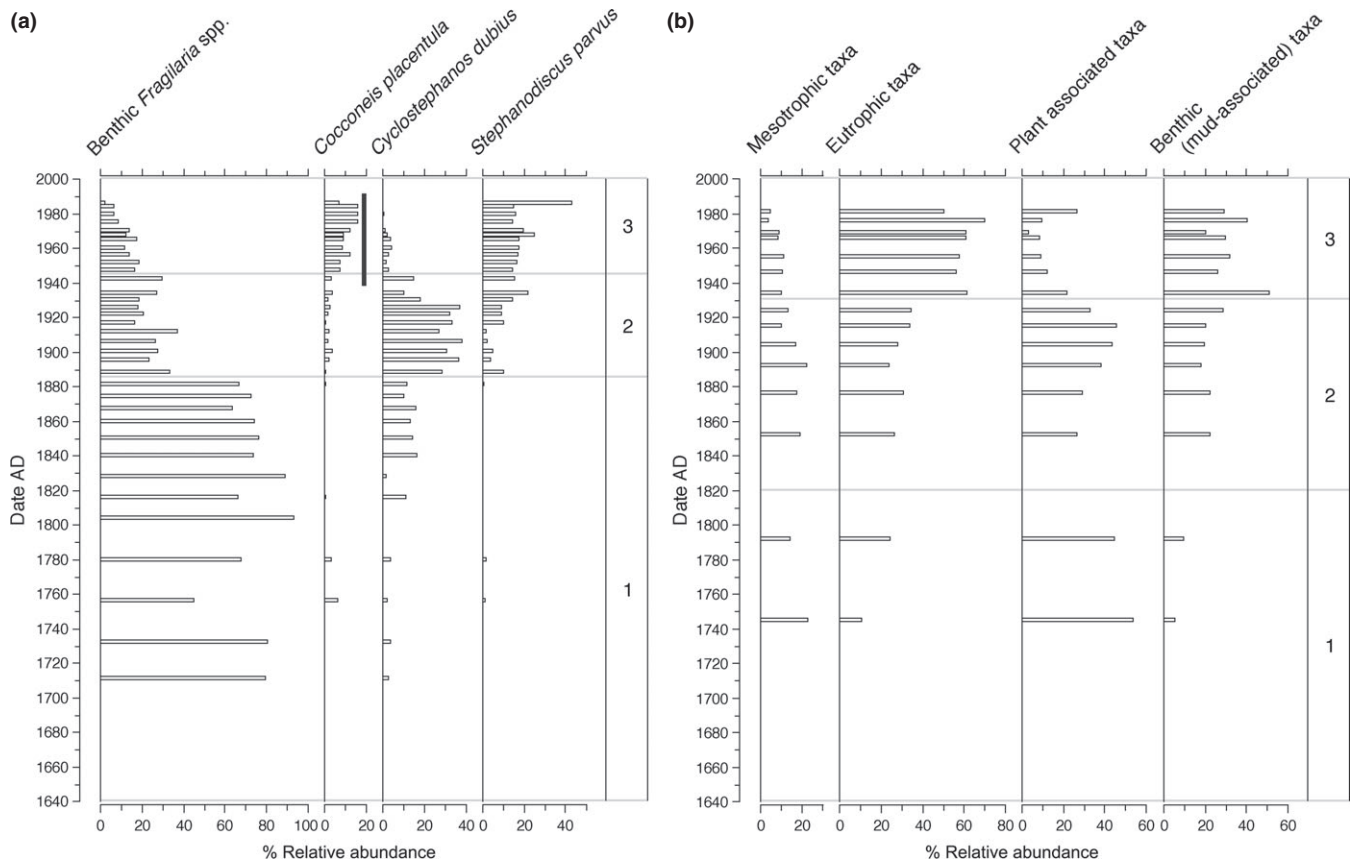 (a)
Benthic Fragilaria spp.
Cocconeis placentula
Cyclostephanos dubius
Stephanodiscus parvus
2000
1980
1960
1940
1920
1900
1880
1860
1840
1820
1800
1780
1760
1740
1720
1700
1680
1660
1640
Date AD
3
2
1
0 20 40 60 80 100 0 20 0 20 40 0 20 40
% Relative abundance
(b)
Mesotrophic taxa
Eutrophic taxa
Plant associated taxa
Benthic
(mud-associated) taxa
2000
1980
1960
1940
1920
1900
1880
1860
1840
1820
1800
1780
1760
1740
1720
1700
1680
1660
1640
Date AD
3
2
1
0 20 0 20 40 60 80 0 20 40 60 0 20 40 60
% Relative abundance